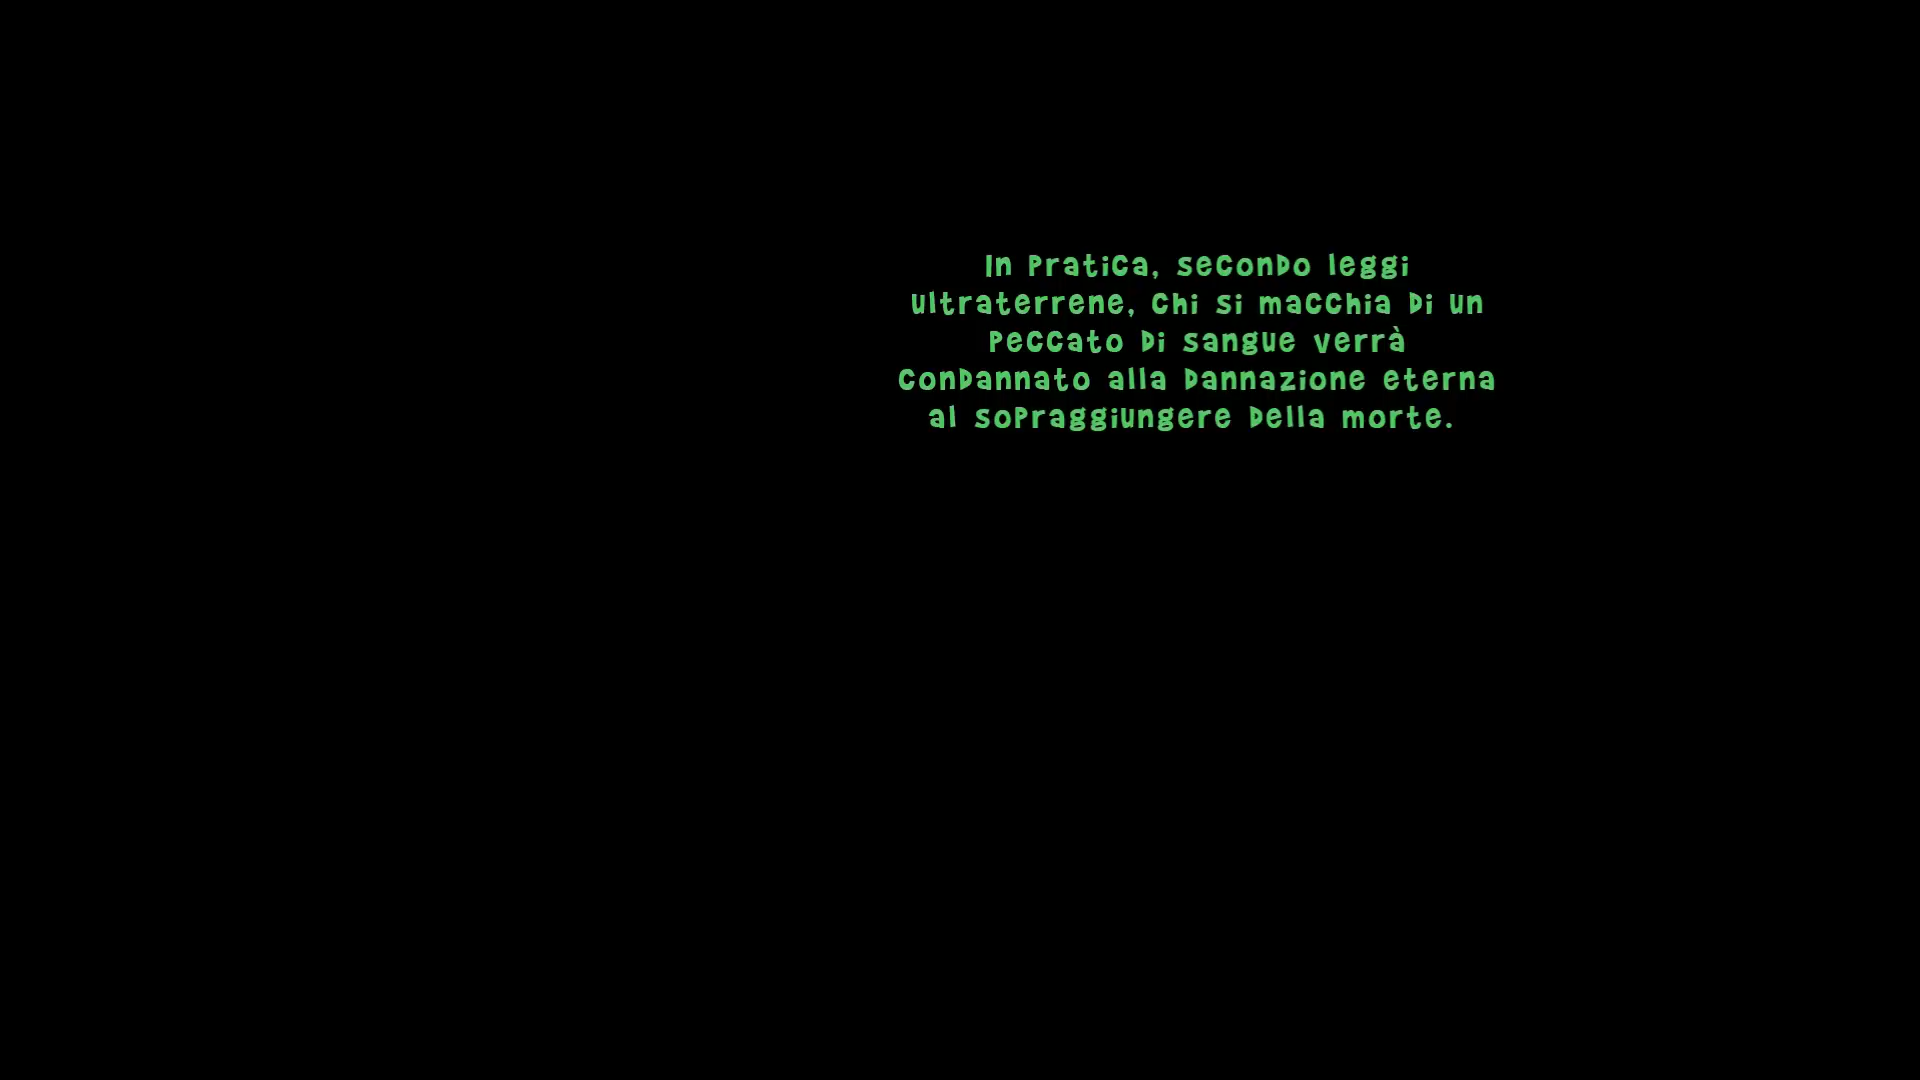 In pratica, secondo leggi
ultraterrene, chi si macchia di un
peccato di sangue verrà
condannato alla dannazione eterna
al sopraggiungere della morte.